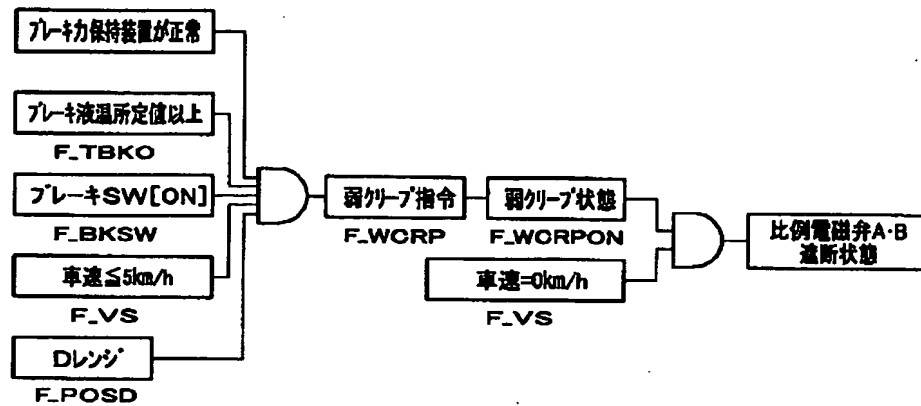 ブレーキ力保持装置が正常
ブレーキ液温所定値以上
F_TBKO
ブレーキSW[ON]
F_BKSW
車速≦5km/h
F_VS
Dレンジ
F_POSD
弱クリープ指令
F_WCRP
弱クリープ状態
F_WCRPON
車速=0km/h
F_VS
比例電磁弁A・B
遮断状態